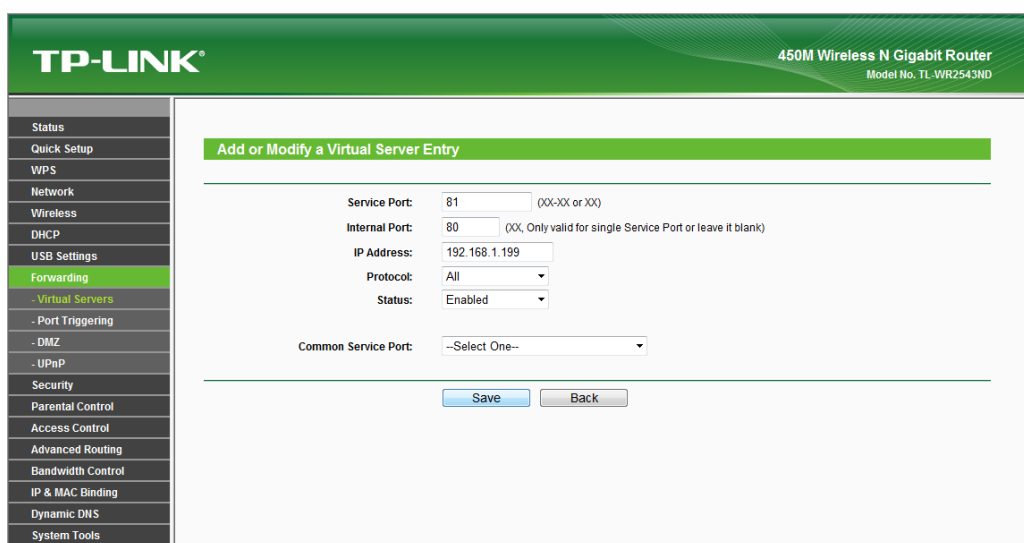 TP-LINK®
450M Wireless N Gigabit Router
Model No. TL-WR2543ND
Status
Quick Setup
WPS
Network
Wireless
DHCP
USB Settings
Forwarding
- Virtual Servers
- Port Triggering
- DMZ
- UPnP
Security
Parental Control
Access Control
Advanced Routing
Bandwidth Control
IP & MAC Binding
Dynamic DNS
System Tools
Add or Modify a Virtual Server Entry
Service Port: 81 (XX-XX or XX)
Internal Port: 80 (XX, Only valid for single Service Port or leave it blank)
IP Address: 192.168.1.199
Protocol: All
Status: Enabled
Common Service Port: --Select One--
Save Back